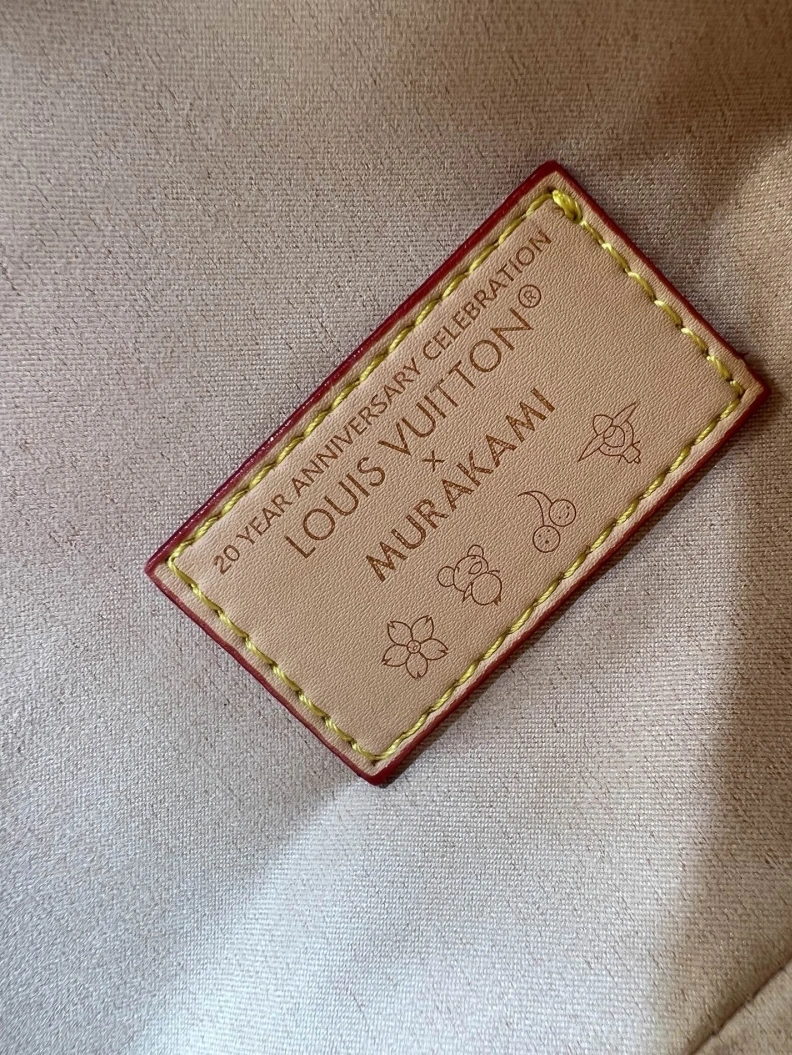 20 YEAR ANNIVERSARY CELEBRATION
LOUIS VUITTON®
×
MURAKAMI